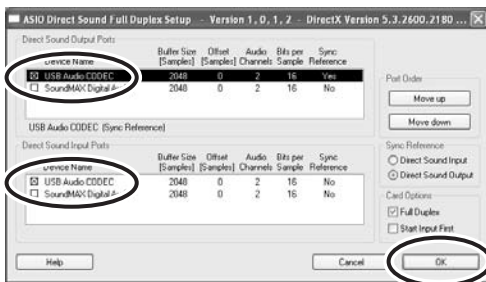 ASIO Direct Sound Full Duplex Setup - Version 1, 0, 1, 2 - DirectX Version 5.3.2600.2180 ...
Direct Sound Output Ports
Buffer Size Offset Audio Bits per Sync
Device Name [Samples] [Samples] Channels Sample Reference
USB Audio CODEC 2048 0 2 16 Yes
SoundMAX Digital A 2048 0 2 16 No
USB Audio CODEC (Sync Reference)
Direct Sound Input Ports
Buffer Size Offset Audio Bits per Sync
Device Name [Samples] [Samples] Channels Sample Reference
USB Audio CODEC 2048 0 2 16 No
SoundMAX Digital A 2048 0 2 16 No
Port Order
Move up
Move down
Sync Reference
Direct Sound Input
Direct Sound Output
Card Options
Full Duplex
Start Input First
Help
Cancel
OK